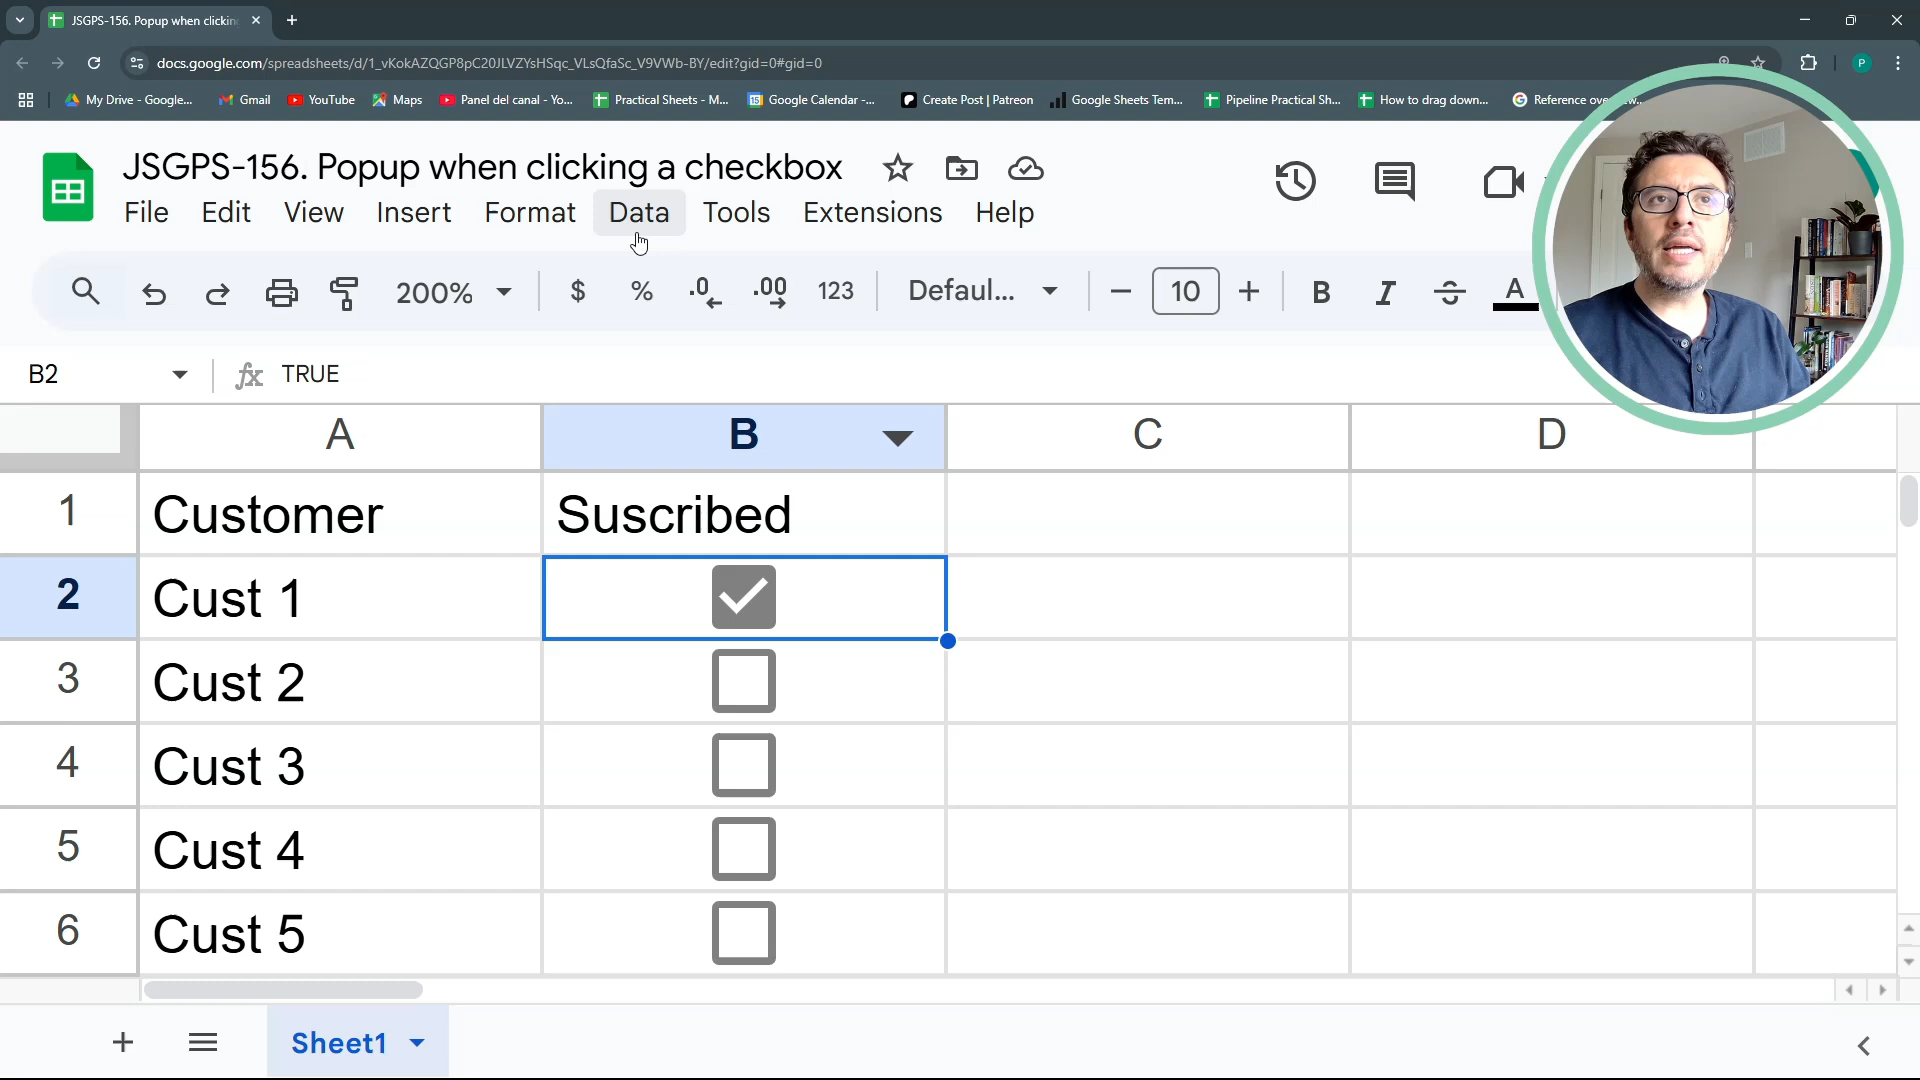 JSGPS-156. Popup when clickin
docs.google.com/spreadsheets/d/1_vKokAZQGP8pC20JLVZYsHSqc_VLsQfaSc_V9VWb-BY/edit?gid=0#gid=0
P
My Drive - Google... Gmail YouTube Maps Panel del canal - Yo... Practical Sheets - M... Google Calendar -... Create Post | Patreon Google Sheets Tem... Pipeline Practical Sh... How to drag down... Reference
JSGPS-156. Popup when clicking a checkbox
File Edit View Insert Format Data Tools Extensions Help
200% $ % .0 .00 123 Defaul... 10 B I A
B2 fx TRUE
A B C D
1 Customer Suscribed
2 Cust 1
3 Cust 2
4 Cust 3
5 Cust 4
6 Cust 5
Sheet1